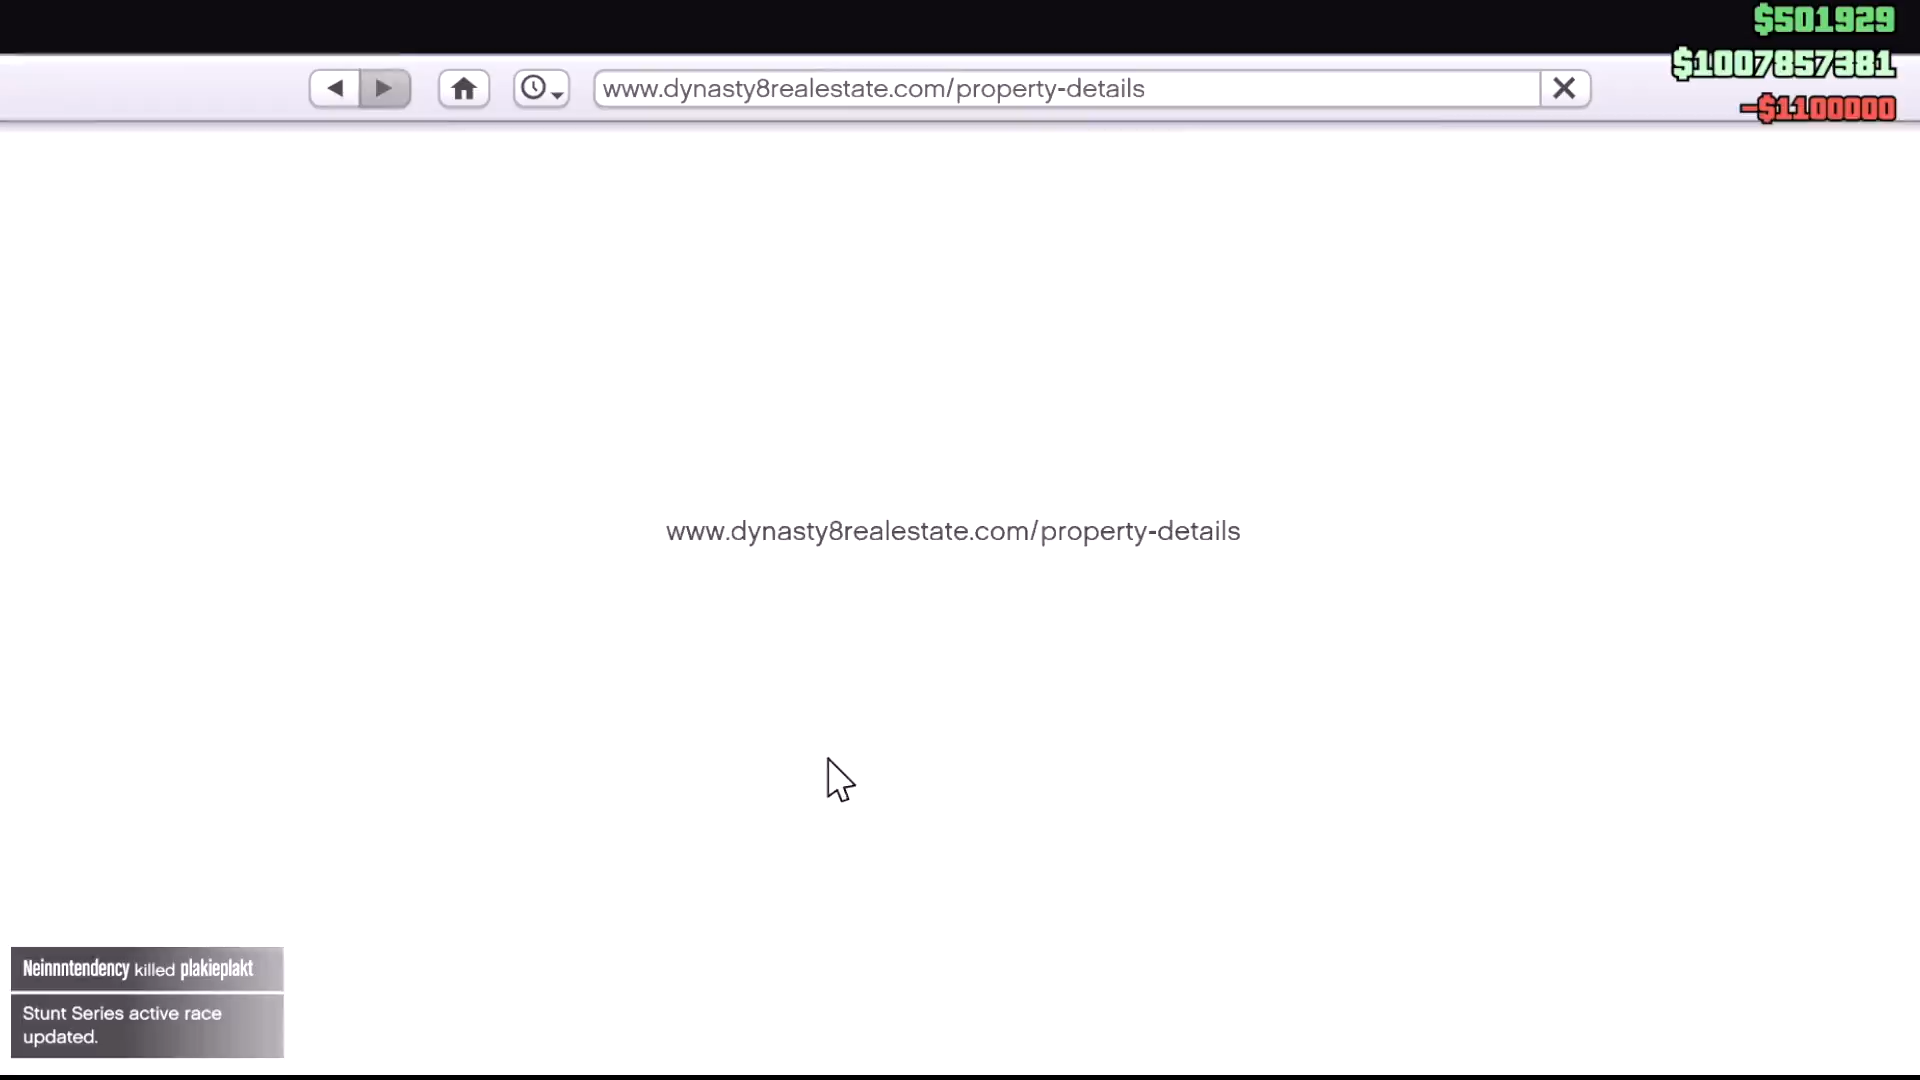 $501929
www.dynasty8realestate.com/property-details
$1007857381
-$1100000
www.dynasty8realestate.com/property-details
Neinnntendency killed plakieplakt
Stunt Series active race
updated.